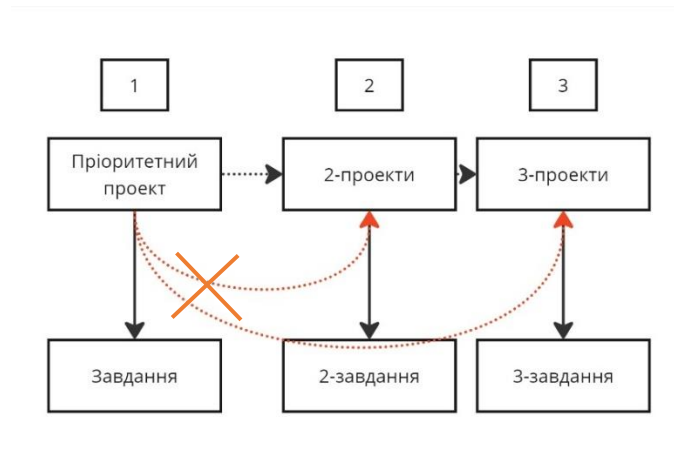 1
2
3
Пріоритетний
проект
2-проекти
3-проекти
Завдання
2-завдання
3-завдання